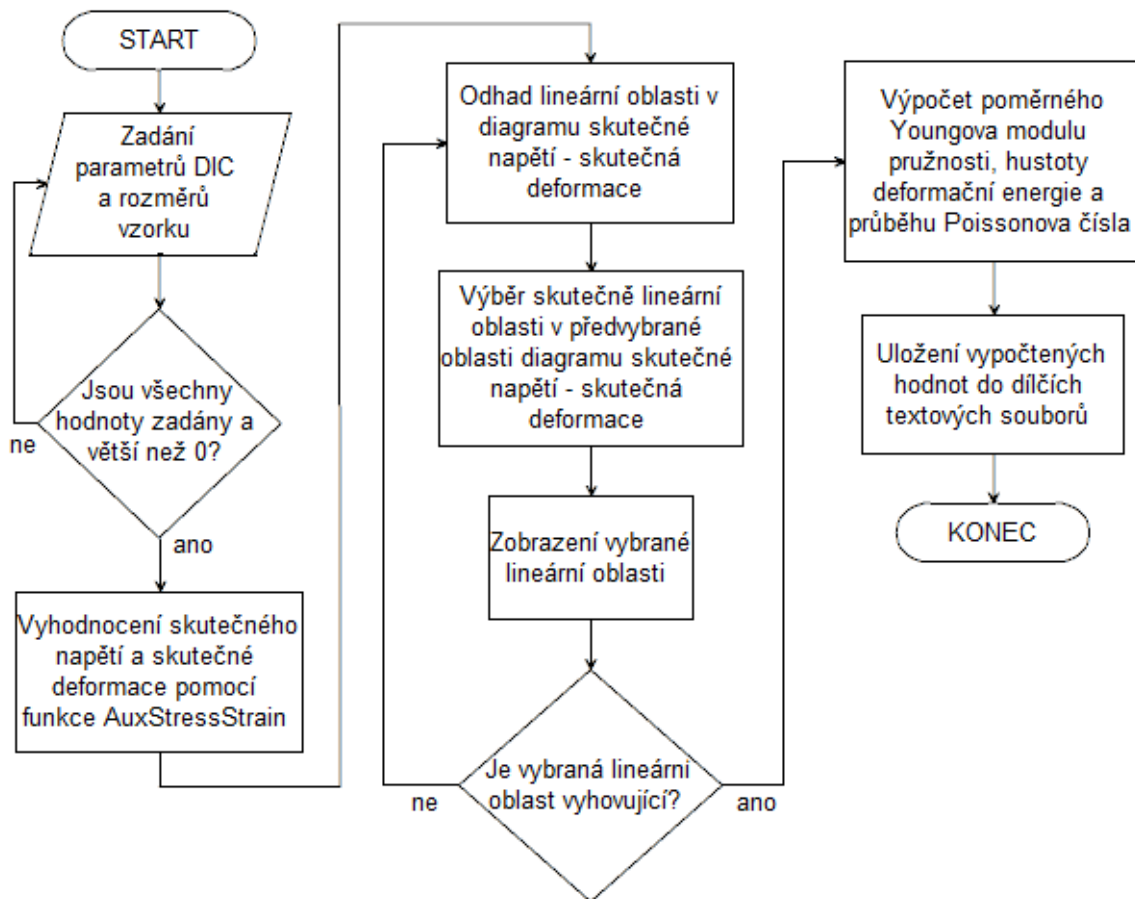 START
Zadání
parametrů DIC
a rozměrů
vzorku
Jsou všechny
hodnoty zadány a
větší než 0?
ne
ano
Vyhodnocení skutečného
napětí a skutečné
deformace pomocí
funkce AuxStressStrain
Odhad lineární oblasti v
diagramu skutečné
napětí - skutečná
deformace
Výběr skutečně lineární
oblasti v předvybrané
oblasti diagramu skutečné
napětí - skutečná
deformace
Zobrazení vybrané
lineární oblasti
Je vybraná lineárni
oblast vyhovující?
ne
ano
Výpočet poměrného
Youngova modulu
pružnosti, hustoty
deformační energie a
průběhu Poissonova čísla
Uložení vypočtených
hodnot do dílčích
textových souborů
KONEC